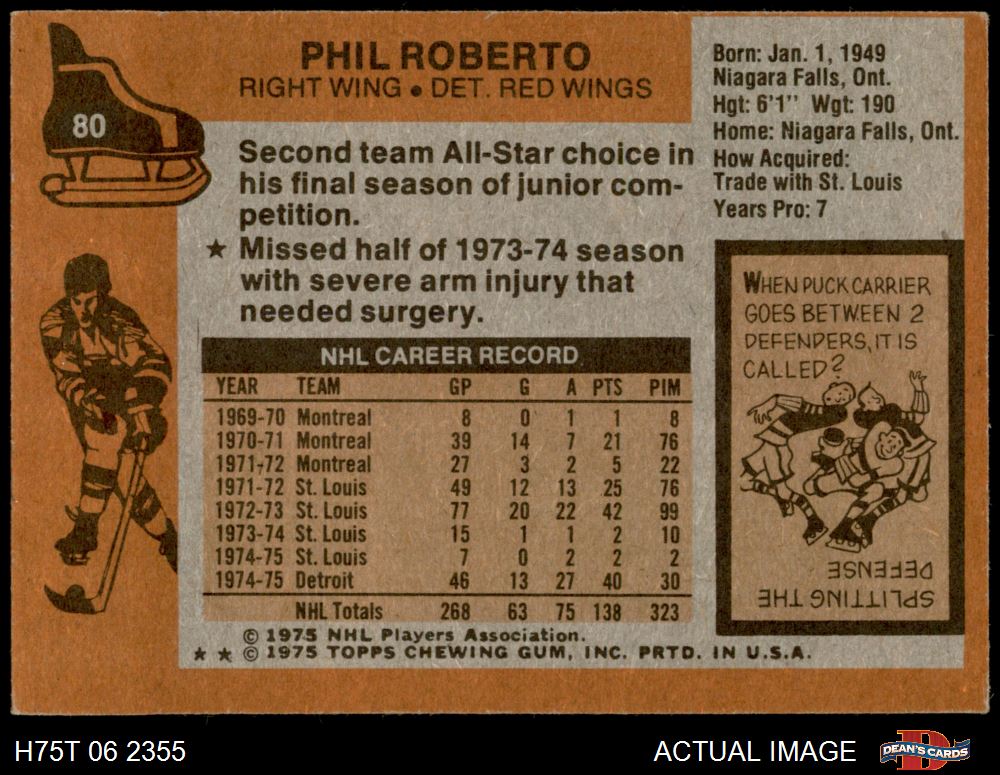 80
PHIL ROBERTO
RIGHT WING • DET. RED WINGS
Second team All-Star choice in
his final season of junior com-
petition.
★ Missed half of 1973-74 season
with severe arm injury that
needed surgery.
Born: Jan. 1, 1949
Niagara Falls, Ont.
Hgt: 6'1" Wgt: 190
Home: Niagara Falls, Ont.
How Acquired:
Trade with St. Louis
Years Pro: 7
NHL CAREER RECORD
YEAR TEAM GP G A PTS PIM
1969-70 Montreal 8 0 1 1 8
1970-71 Montreal 39 14 7 21 76
1971-72 Montreal 27 3 2 5 22
1971-72 St. Louis 49 12 13 25 76
1972-73 St. Louis 77 20 22 42 99
1973-74 St. Louis 15 1 1 2 10
1974-75 St. Louis 7 0 2 2 2
1974-75 Detroit 46 13 27 40 30
NHL Totals 268 63 75 138 323
WHEN PUCK CARRIER
GOES BETWEEN 2
DEFENDERS, IT IS
CALLED?
SPLITTING THE
DEFENSE
© 1975 NHL Players Association.
★ ★ © 1975 TOPPS CHEWING GUM, INC. PRTD. IN U.S.A.
H75T 06 2355
ACTUAL IMAGE
D
DEAN'S CARDS